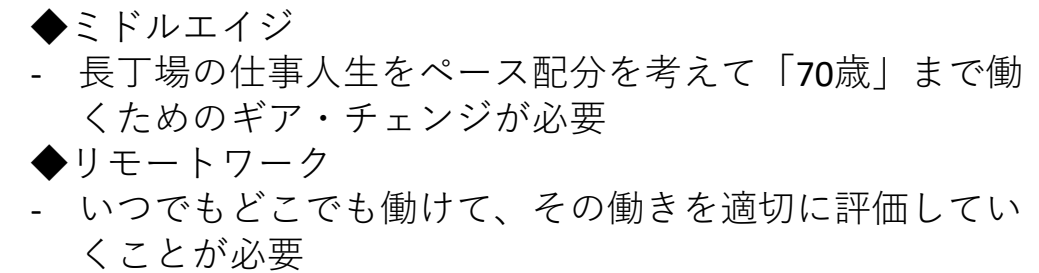 ◆ミドルエイジ
- 長丁場の仕事人生をペース配分を考えて「70歳」まで働
くためのギア・チェンジが必要
◆リモートワーク
- いつでもどこでも働けて、その働きを適切に評価してい
くことが必要